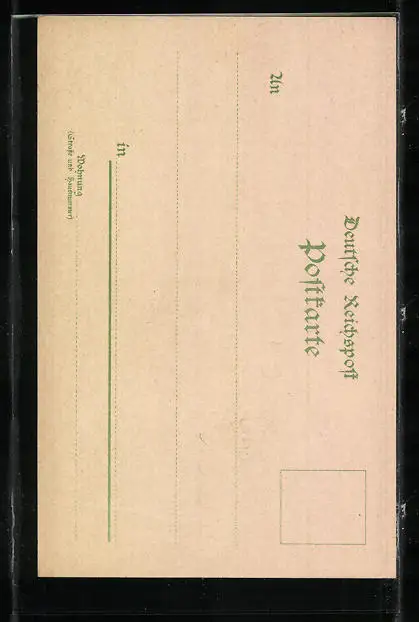 Deutsche Reichspost
Postkarte
An
in
Wohnung
(Straße und Hausnummer)